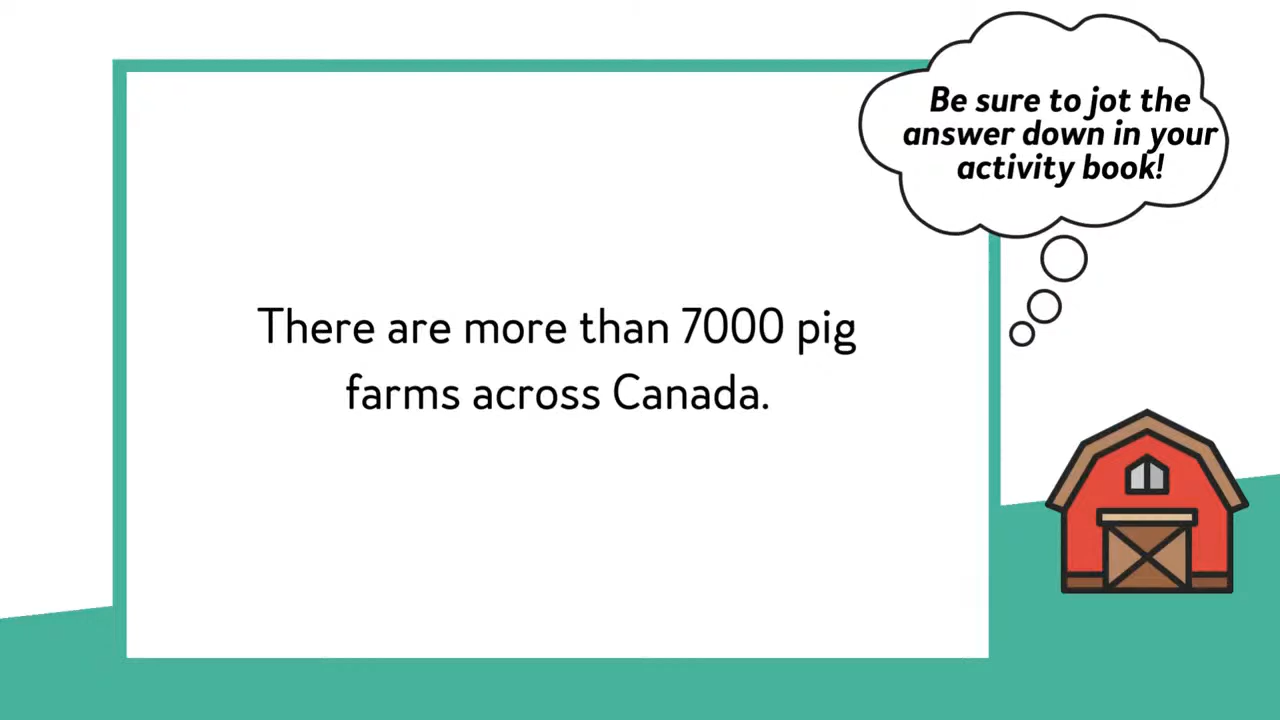 Be sure to jot the
answer down in your
activity book!
There are more than 7000 pig
farms across Canada.